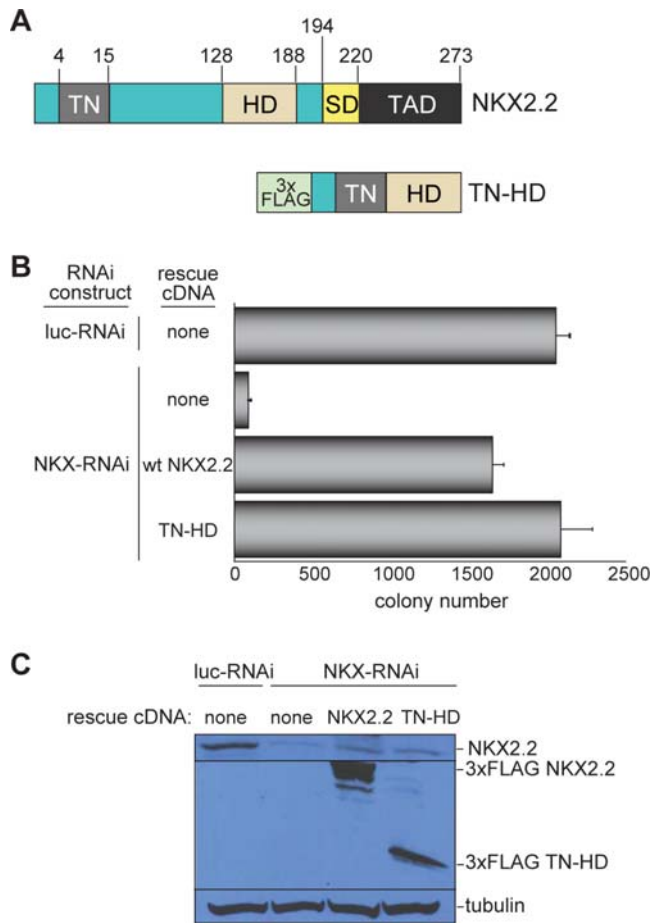 A
194
4 15 128 188 220 273
TN HD SD TAD NKX2.2
3x
FLAG TN HD TN-HD
B
RNAi rescue
construct cDNA
luc-RNAi none
none
NKX-RNAi wt NKX2.2
TN-HD
0 500 1000 1500 2000 2500
colony number
C
luc-RNAi NKX-RNAi
rescue cDNA: none none NKX2.2 TN-HD
NKX2.2
3xFLAG NKX2.2
3xFLAG TN-HD
tubulin